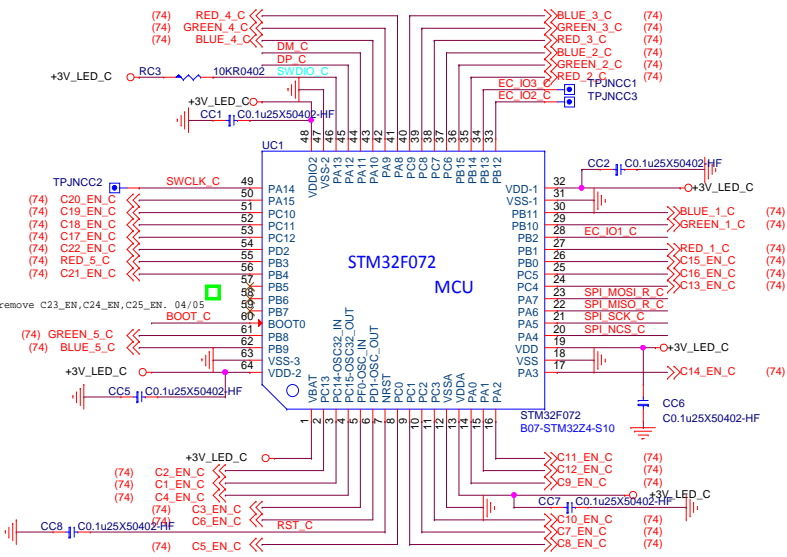 (74) RED_4_C BLUE_3_C (74)
(74) GREEN_4_C GREEN_3_C (74)
(74) BLUE_4_C RED_3_C (74)
DM_C BLUE_2_C (74)
DP_C GREEN_2_C (74)
+3V_LED_C RC3 10KR0402 SWDIO_C RED_2_C (74)
EC_IO3_C TPJNCC1
+3V_LED_C EC_IO2_C TPJNCC3
CC1 C0.1u25X50402-HF
48 47 46 45 44 43 42 41 40 39 38 37 36 35 34 33
UC1
VDDIO2 VSS-2 PA13 PA12 PA11 PA10 PA9 PA8 PC9 PC8 PC7 PC6 PB15 PB14 PB13 PB12
CC2 C0.1u25X50402-HF
TPJNCC2 SWCLK_C 49 PA14 VDD-1 32 +3V_LED_C
(74) C20_EN_C 50 PA15 VSS-1 31
(74) C19_EN_C 51 PC10 PB11 30 BLUE_1_C (74)
(74) C18_EN_C 52 PC11 PB10 29 GREEN_1_C (74)
(74) C17_EN_C 53 PC12 PB2 28 EC_IO1_C
(74) C22_EN_C 54 PD2 PB1 27 RED_1_C (74)
(74) RED_5_C 55 PB3 PB0 26 C15_EN_C (74)
(74) C21_EN_C 56 PB4 PC5 25 C16_EN_C (74)
57 PB5 PC4 24 C13_EN_C (74)
STM32F072
MCU
58 PB6 PA7 23 SPI_MOSI_R_C
remove C23_EN,C24_EN,C25_EN. 04/05
59 PB7 PA6 22 SPI_MISO_R_C
BOOT_C 60 BOOT0 PA5 21 SPI_SCK_C
(74) GREEN_5_C 61 PB8 PA4 20 SPI_NCS_C
(74) BLUE_5_C 62 PB9 VDD 19 +3V_LED_C
63 VSS-3 VSS 18
+3V_LED_C 64 VDD-2 PA3 17 C14_EN_C (74)
CC5 C0.1u25X50402-HF
VBAT PC13 PC14-OSC32_IN PC15-OSC32_OUT PF0-OSC_IN PD1-OSC_OUT NRST PC0 PC1 PC2 PC3 VSSA VDDA PA0 PA1 PA2
CC6
C0.1u25X50402-HF
STM32F072
B07-STM32Z4-S10
1 2 3 4 5 6 7 8 9 10 11 12 13 14 15 16
+3V_LED_C C11_EN_C (74)
(74) C2_EN_C C12_EN_C (74)
(74) C1_EN_C C9_EN_C (74)
(74) C4_EN_C +3V_LED_C
(74) C3_EN_C CC7 C0.1u25X50402-HF
(74) C6_EN_C C10_EN_C (74)
CC8 C0.1u25X50402-HF RST_C C7_EN_C (74)
(74) C5_EN_C C8_EN_C (74)